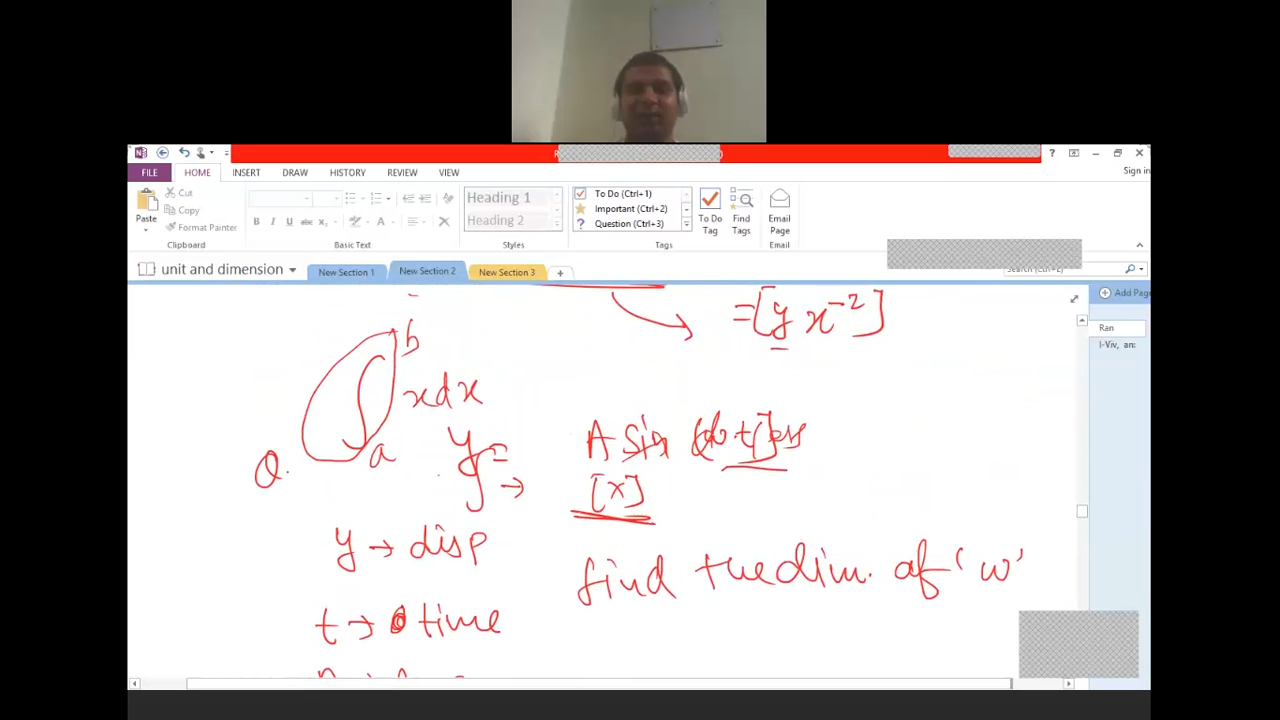 FILE HOME INSERT DRAW HISTORY REVIEW VIEW
Sign in
Paste
Cut
Copy
Format Painter
Clipboard
B I U abc
Basic Text
Heading 1
Heading 2
Styles
To Do (Ctrl+1)
Important (Ctrl+2)
Question (Ctrl+3)
Tags
To Do Tag
Find Tags
Email Page
Email
unit and dimension
New Section 1
New Section 2
New Section 3
Add Page
Ran
I-Viv, an:
= [y x⁻²]
b
x dx
a
Q.
y =
A sin
[x]
y → disp
find the dim. of 'w'
t → time